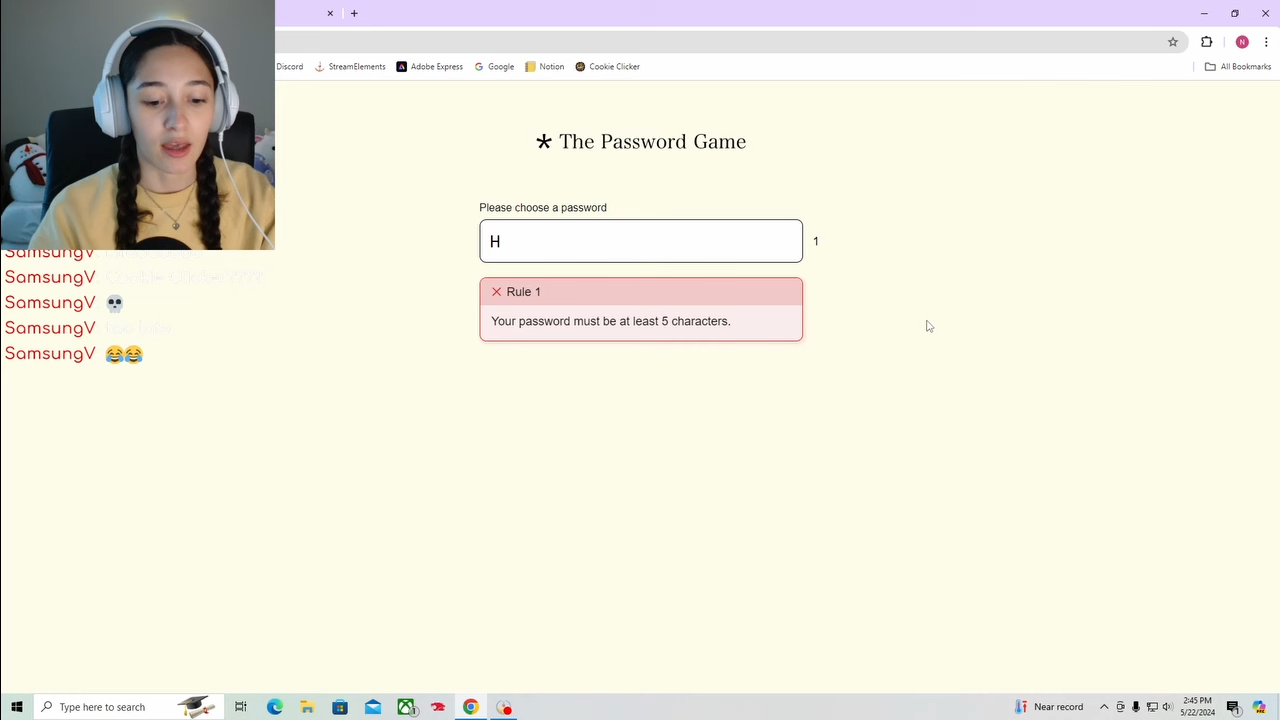 Discord
StreamElements
Adobe Express
Google
Notion
Cookie Clicker
All Bookmarks
N
* The Password Game
Please choose a password
H
1
Rule 1
Your password must be at least 5 characters.
SamsungV
SamsungV
SamsungV 💀
SamsungV
SamsungV 😂😂
Type here to search
Near record
2:45 PM
5/22/2024